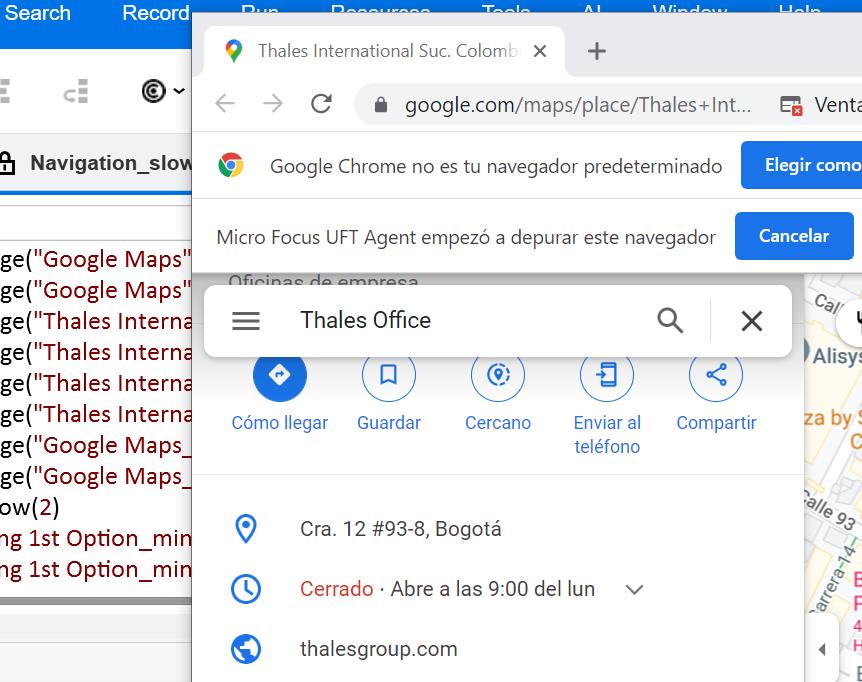 Search Record Run Resources Tools AI Window Help
Thales International Suc. Colomb
google.com/maps/place/Thales+Int...
Venta
Navigation_slow
Google Chrome no es tu navegador predeterminado
Elegir como
Micro Focus UFT Agent empezó a depurar este navegador
Cancelar
ge("Google Maps"
ge("Google Maps"
ge("Thales Interna
ge("Thales Interna
ge("Thales Interna
ge("Thales Interna
ge("Google Maps_
ge("Google Maps_
ow(2)
ng 1st Option_min
ng 1st Option_min
Oficinas de empresa
Thales Office
Cómo llegar
Guardar
Cercano
Enviar al
teléfono
Compartir
Cra. 12 #93-8, Bogotá
Cerrado · Abre a las 9:00 del lun
thalesgroup.com
Cal
Alisys
za by S
C
alle 93
arrera-14